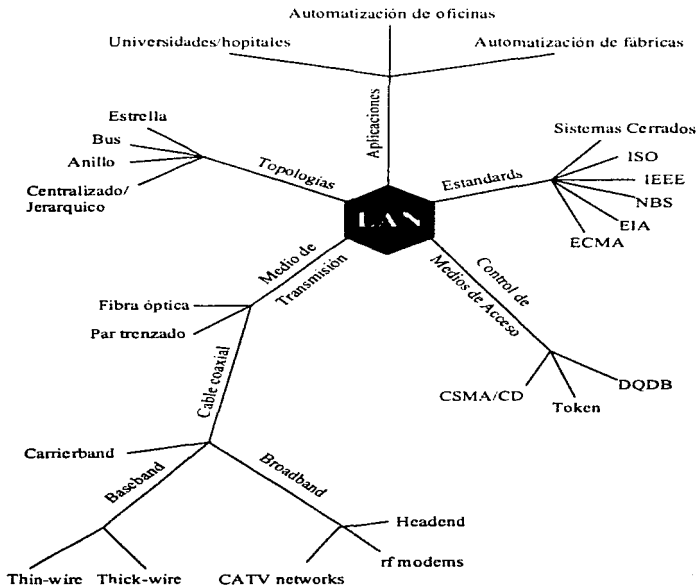 Automatización de oficinas
Universidades/hopitales
Automatización de fábricas
Aplicaciones
Estrella
Bus
Anillo
Centralizado/
Jerarquico
Topologías
Sistemas Cerrados
ISO
IEEE
NBS
EIA
ECMA
Estandards
LAN
Medio de
Transmisión
Control de
Medios de Acceso
Fibra óptica
Par trenzado
Cable coaxial
CSMA/CD
Token
DQDB
Carrierband
Baseband
Broadband
Headend
rf modems
CATV networks
Thin-wire
Thick-wire